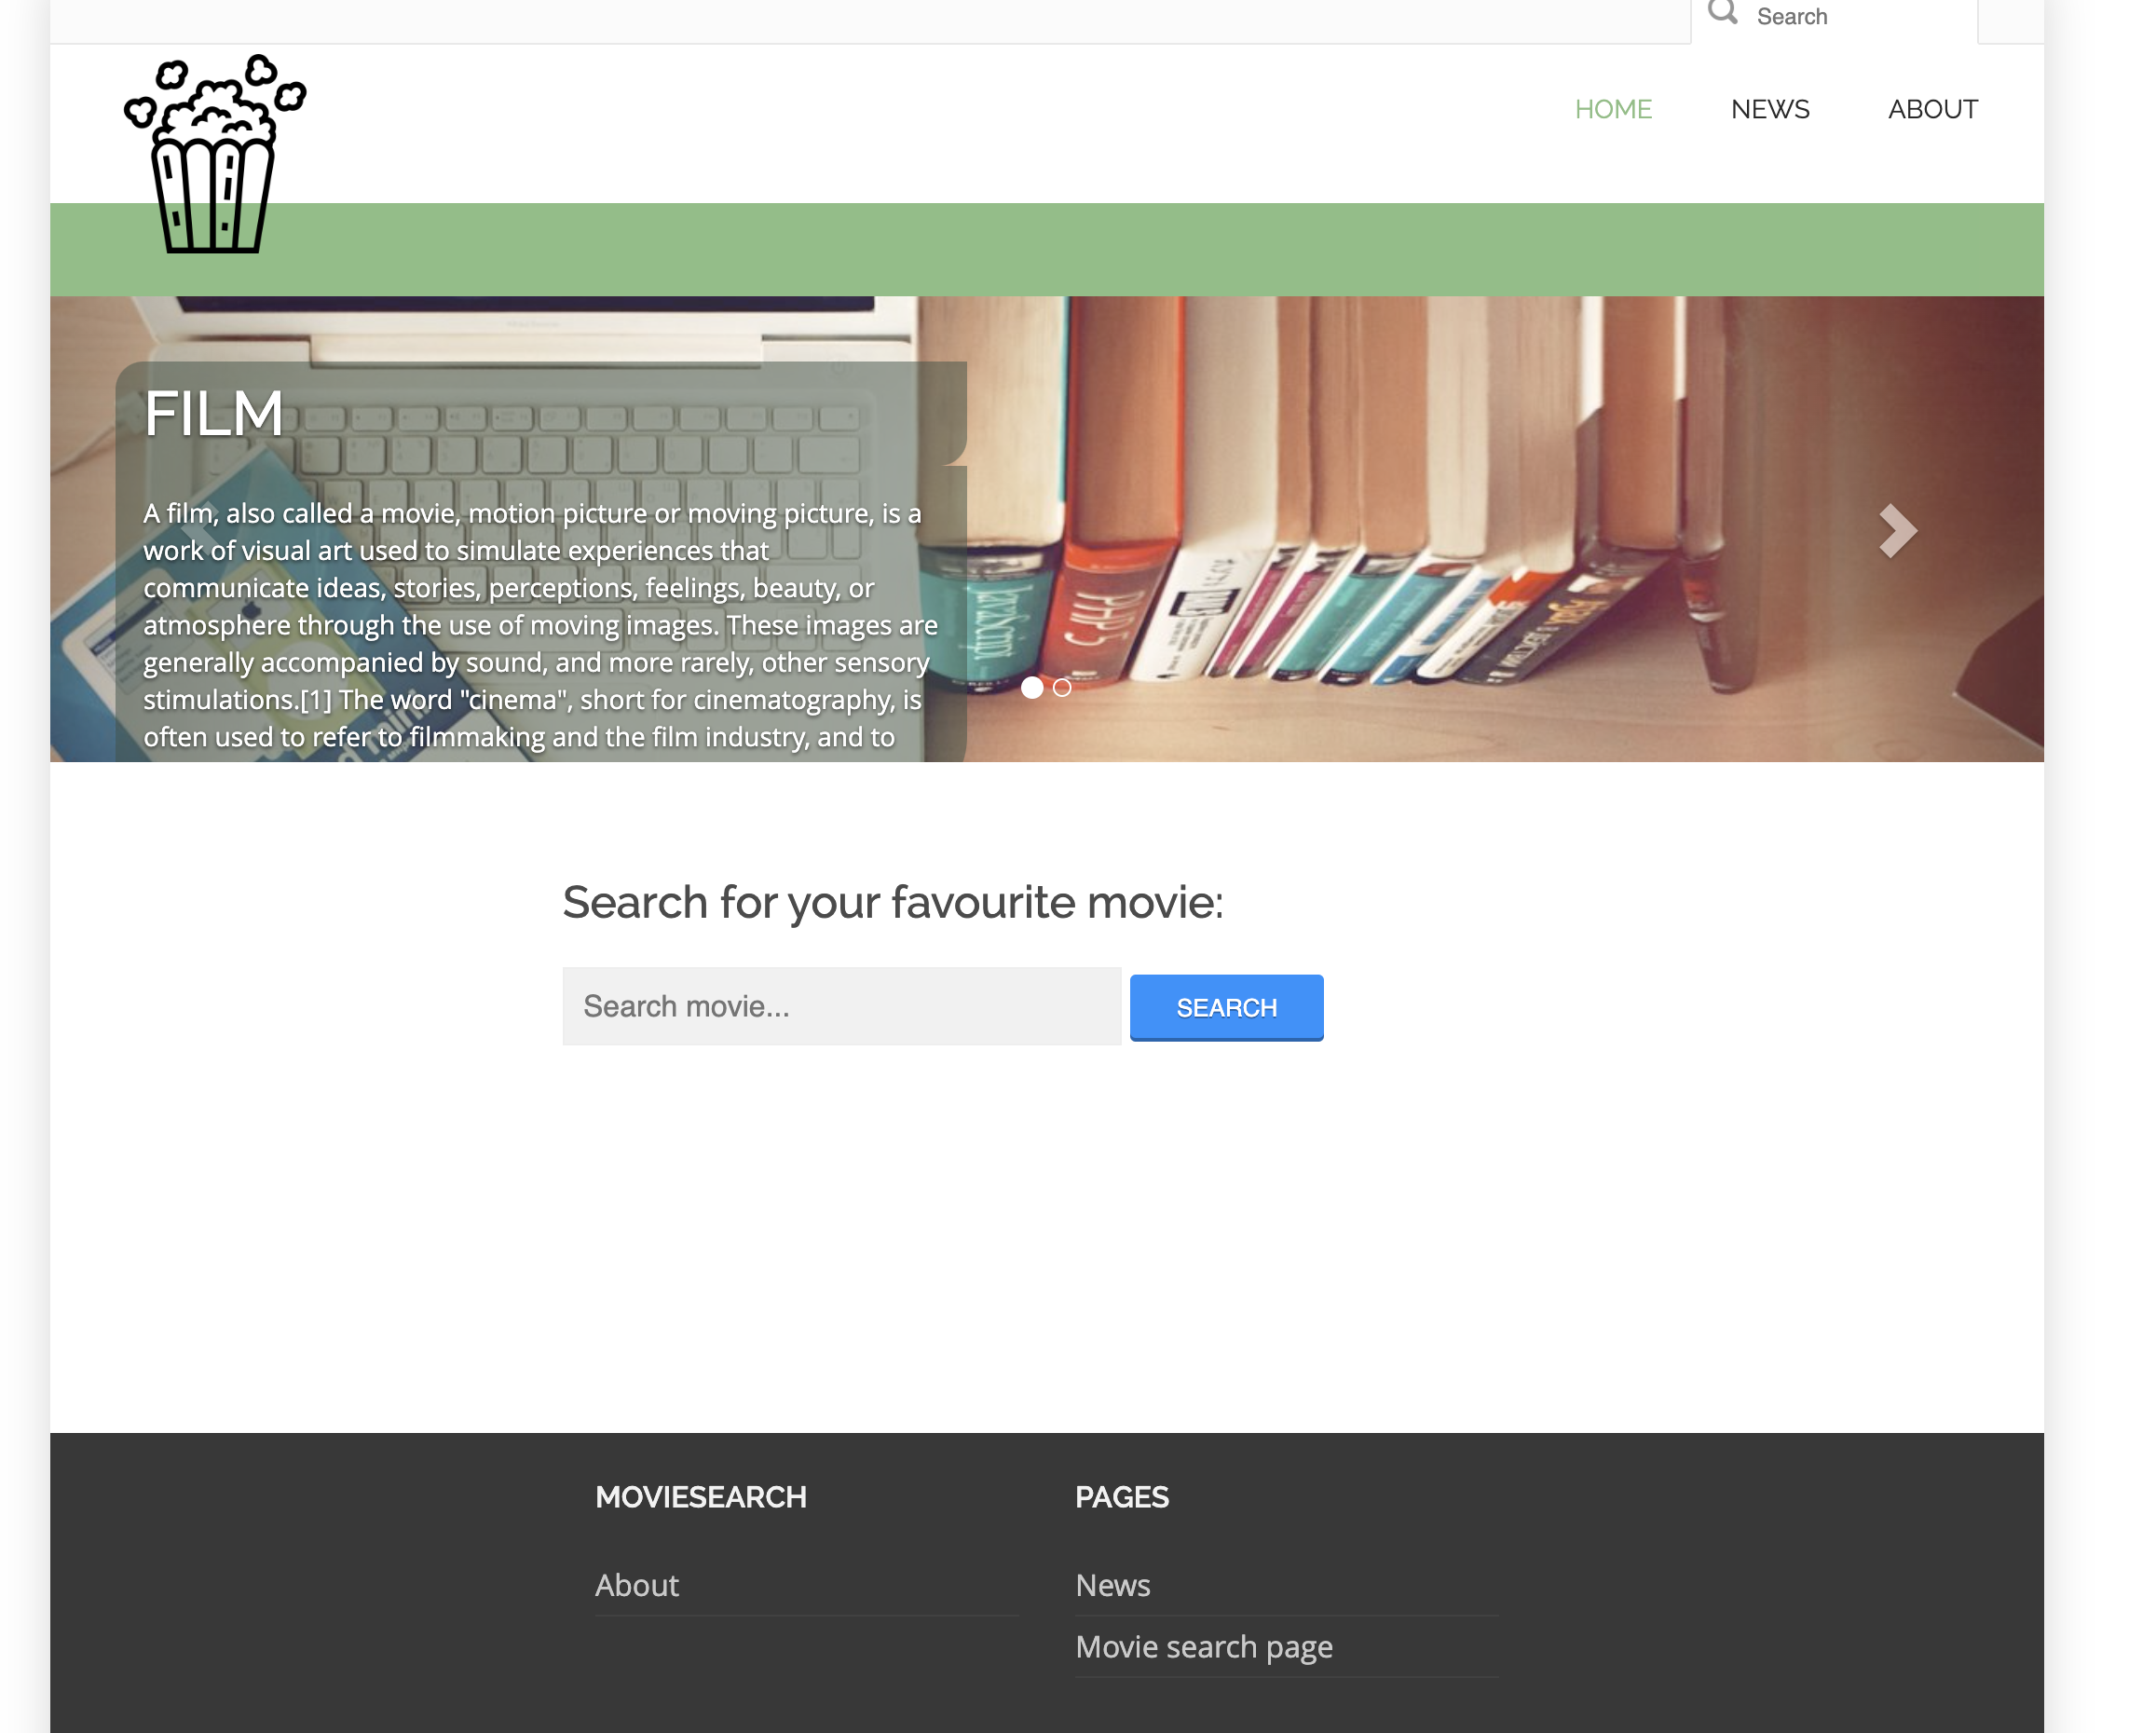 Search
HOME NEWS ABOUT
FILM
A film, also called a movie, motion picture or moving picture, is a
work of visual art used to simulate experiences that
communicate ideas, stories, perceptions, feelings, beauty, or
atmosphere through the use of moving images. These images are
generally accompanied by sound, and more rarely, other sensory
stimulations.[1] The word "cinema", short for cinematography, is
often used to refer to filmmaking and the film industry, and to
Search for your favourite movie:
Search movie...
SEARCH
MOVIESEARCH
PAGES
About
News
Movie search page